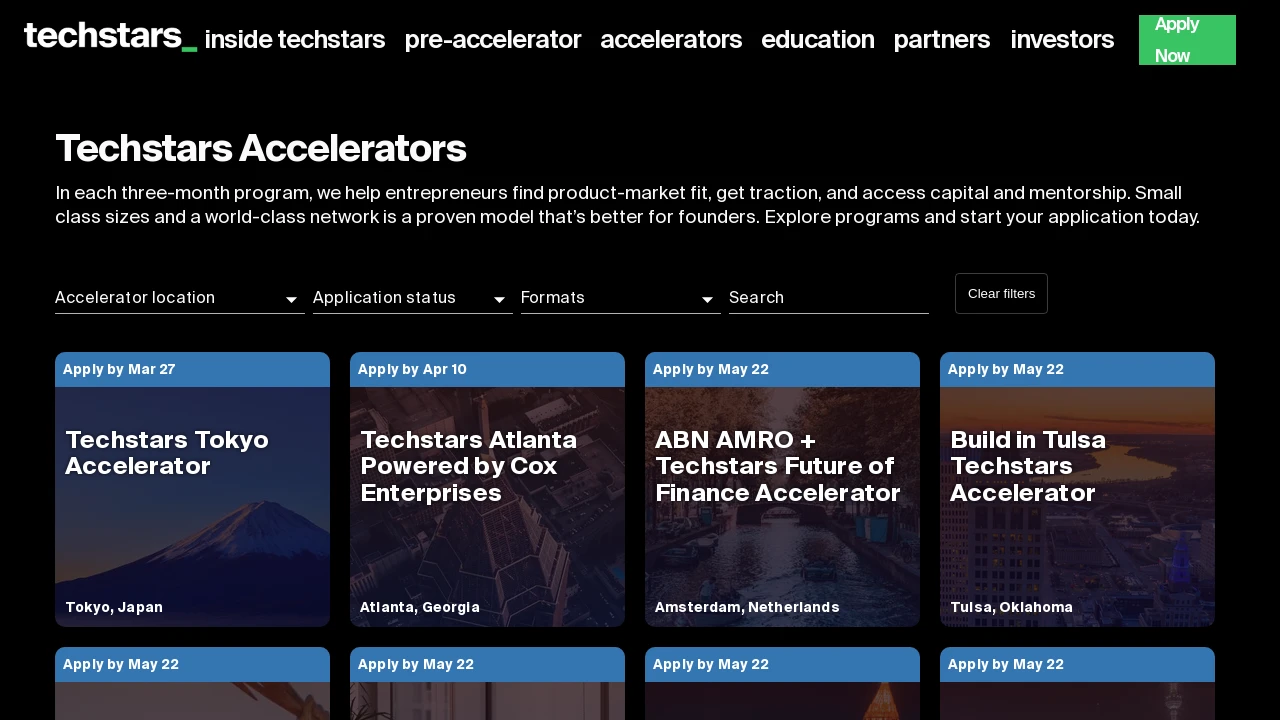 techstars_
inside techstars
pre-accelerator
accelerators
education
partners
investors
Apply
Now
Techstars Accelerators
In each three-month program, we help entrepreneurs find product-market fit, get traction, and access capital and mentorship. Small
class sizes and a world-class network is a proven model that's better for founders. Explore programs and start your application today.
Accelerator location
Application status
Formats
Search
Clear filters
Apply by Mar 27
Techstars Tokyo
Accelerator
Tokyo, Japan
Apply by Apr 10
Techstars Atlanta
Powered by Cox
Enterprises
Atlanta, Georgia
Apply by May 22
ABN AMRO +
Techstars Future of
Finance Accelerator
Amsterdam, Netherlands
Apply by May 22
Build in Tulsa
Techstars
Accelerator
Tulsa, Oklahoma
Apply by May 22
Apply by May 22
Apply by May 22
Apply by May 22